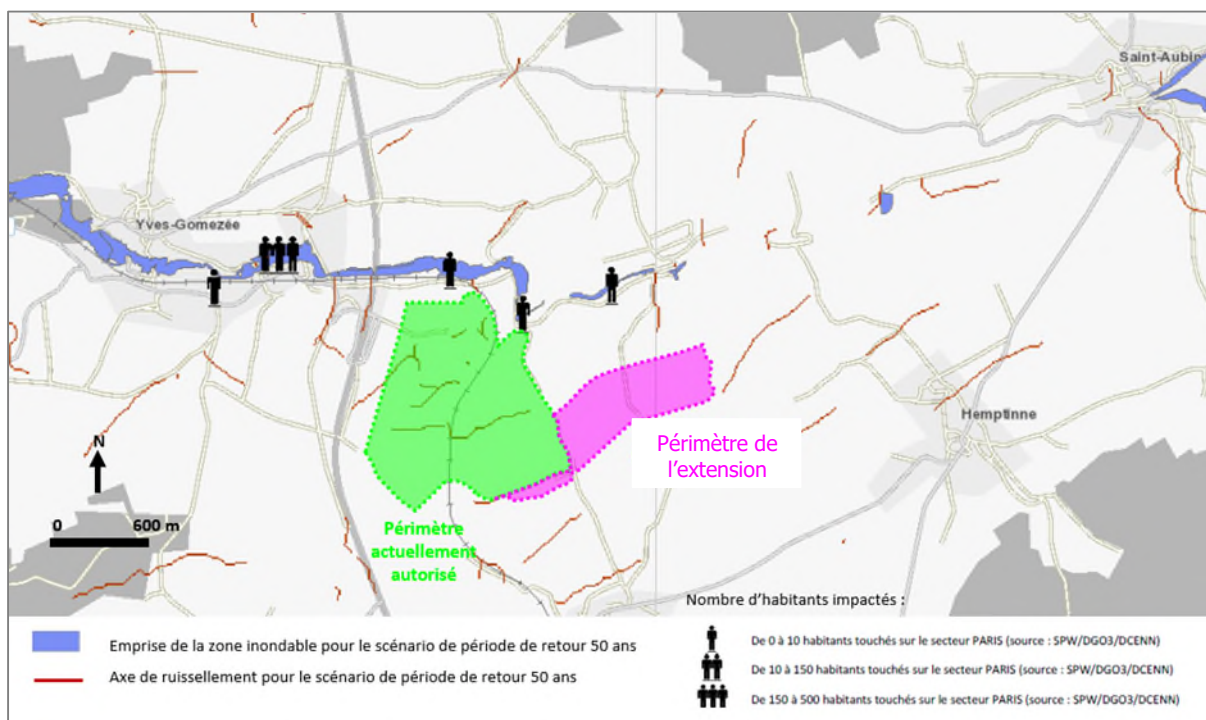 Saint-Aubin
Yves-Gomezée
Hemptinne
Périmètre de
l'extension
N
0 600 m
Périmètre
actuellement
autorisé
Nombre d'habitants impactés :
Emprise de la zone inondable pour le scénario de période de retour 50 ans
Axe de ruissellement pour le scénario de période de retour 50 ans
De 0 à 10 habitants touchés sur le secteur PARIS (source : SPW/DGO3/DCENN)
De 10 à 150 habitants touchés sur le secteur PARIS (source : SPW/DGO3/DCENN)
De 150 à 500 habitants touchés sur le secteur PARIS (source : SPW/DGO3/DCENN)